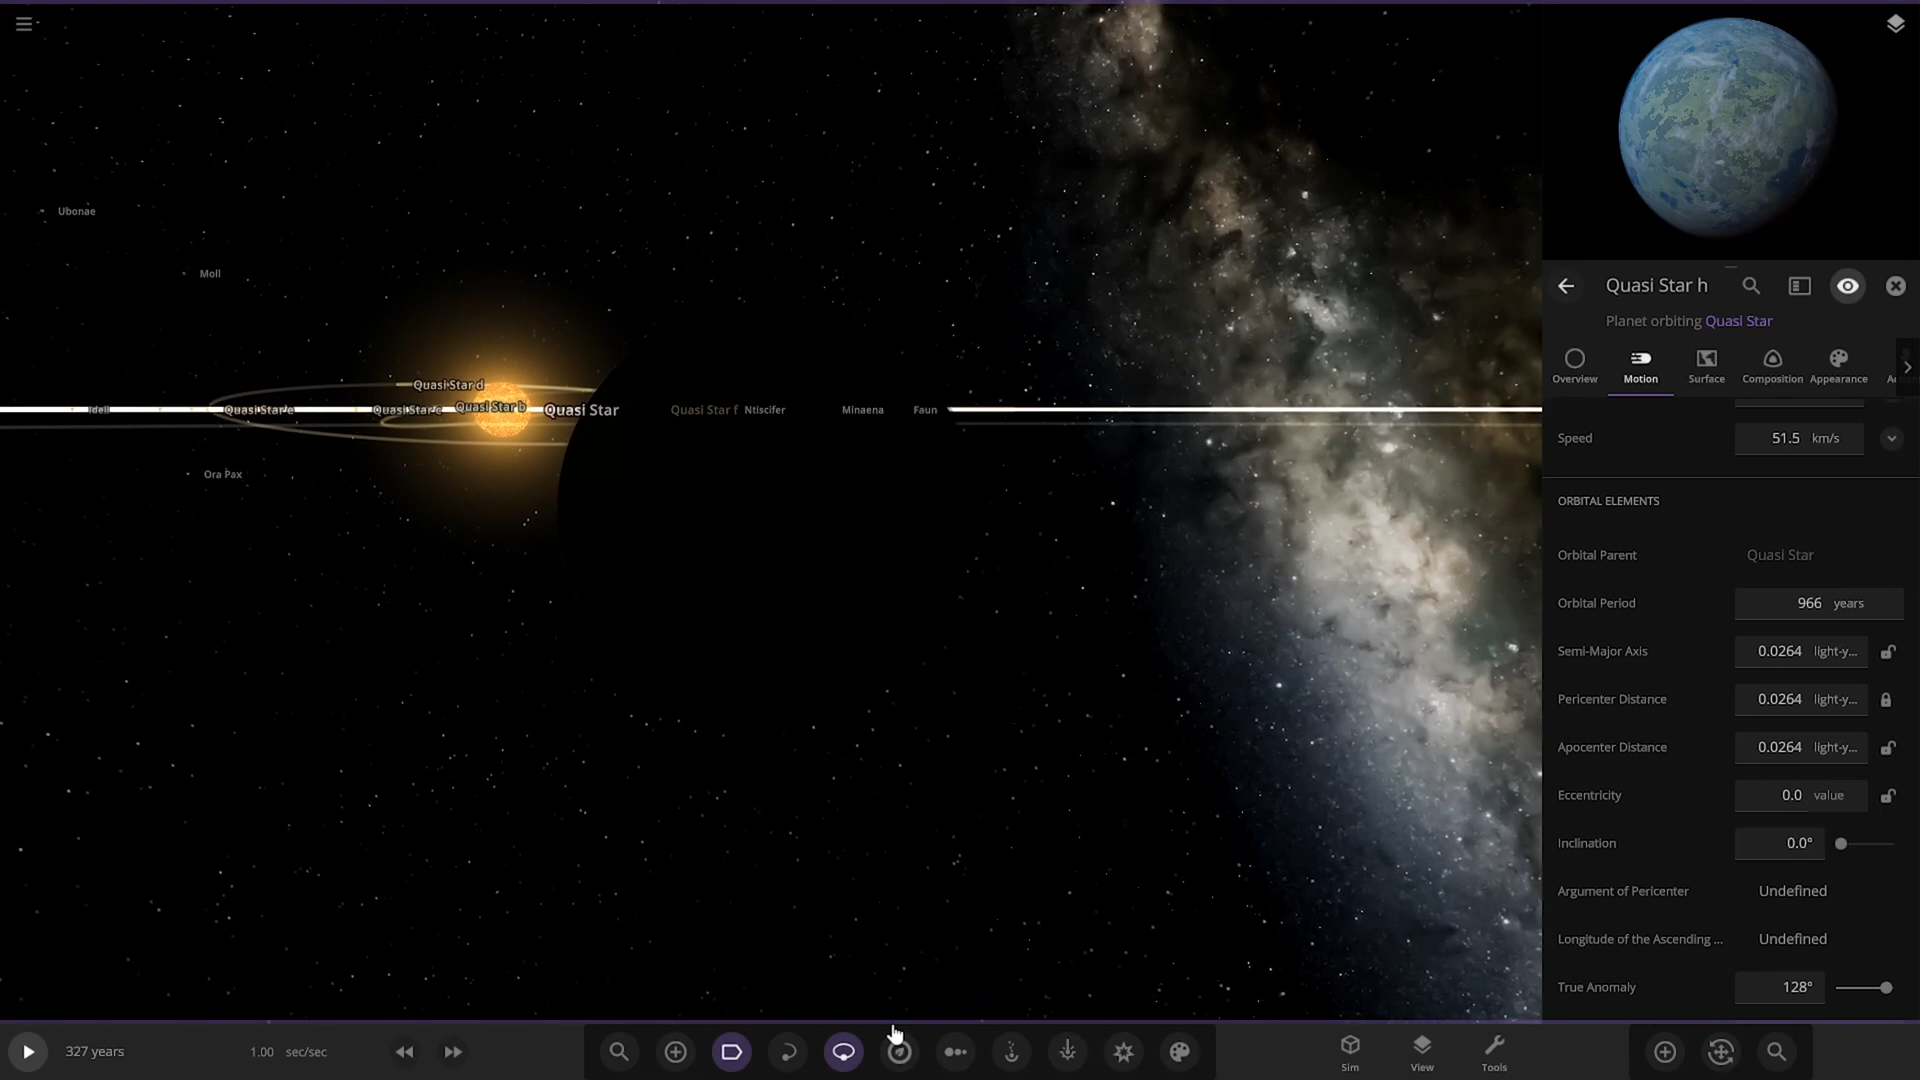 Ubonae
Moll
Quasi Star d
Idell
Quasi Star e
Quasi Star c
Quasi Star b
Quasi Star
Quasi Star f
Ntiscifer
Minaena
Faun
Ora Pax
Quasi Star h
Planet orbiting Quasi Star
Overview
Motion
Surface
Composition
Appearance
Speed
51.5 km/s
ORBITAL ELEMENTS
Orbital Parent
Quasi Star
Orbital Period
966 years
Semi-Major Axis
0.0264 light-y...
Pericenter Distance
0.0264 light-y...
Apocenter Distance
0.0264 light-y...
Eccentricity
0.0 value
Inclination
0.0°
Argument of Pericenter
Undefined
Longitude of the Ascending ...
Undefined
True Anomaly
128°
327 years
1.00 sec/sec
Sim
View
Tools